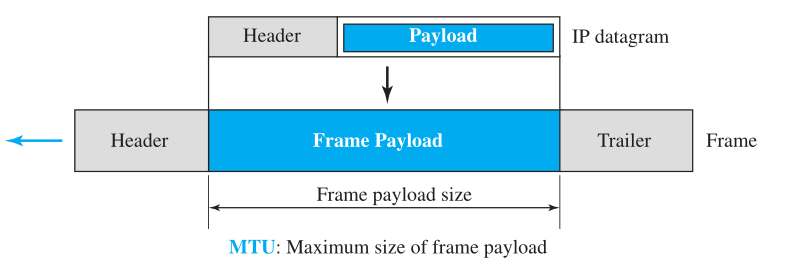 Header Payload IP datagram
Header Frame Payload Trailer Frame
Frame payload size
MTU: Maximum size of frame payload